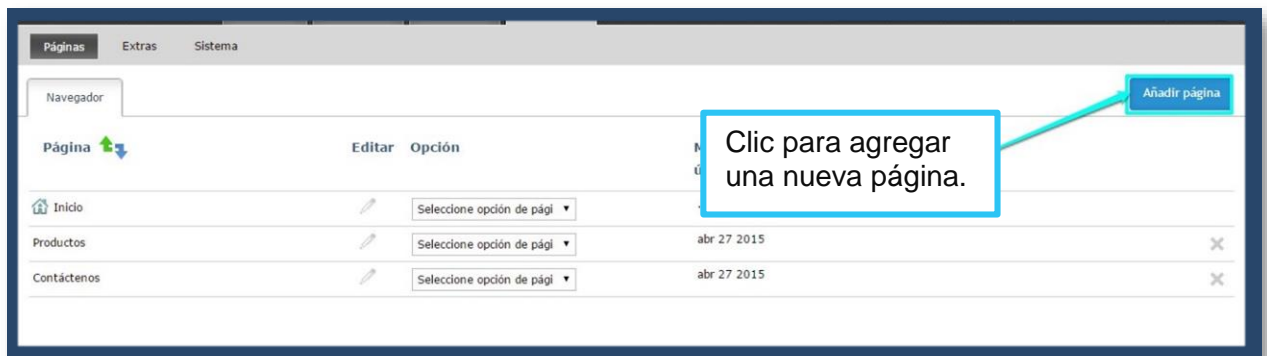 Páginas Extras Sistema
Navegador
Añadir página
Página Editar Opción
Clic para agregar
una nueva página.
Inicio Seleccione opción de pági
Productos Seleccione opción de pági abr 27 2015
Contáctenos Seleccione opción de pági abr 27 2015